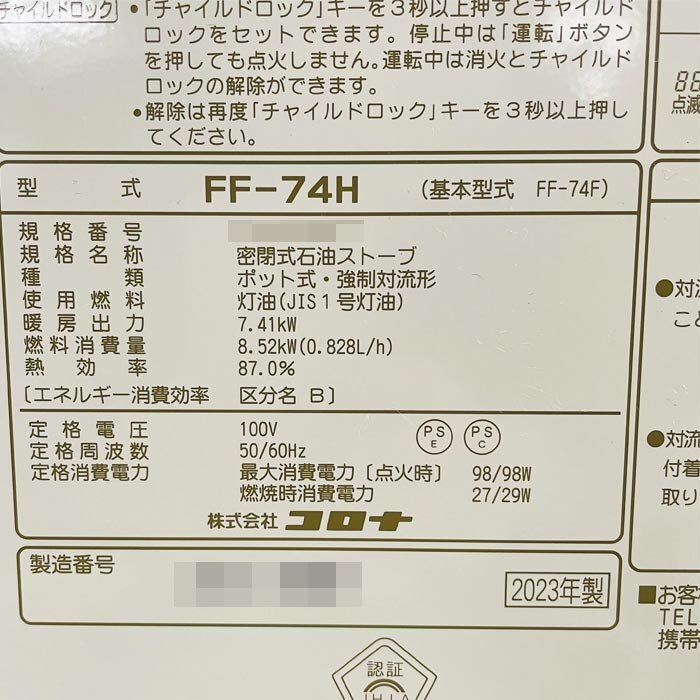 チャイルドロック
●「チャイルドロック」キーを3秒以上押すとチャイルド
ロックをセットできます。停止中は「運転」ボタン
を押しても点火しません。運転中は消火とチャイルド
ロックの解除ができます。
●解除は再度「チャイルドロック」キーを3秒以上押し
てください。
88
点滅
型式 FF-74H (基本型式 FF-74F)
規格番号
規格名称 密閉式石油ストーブ
種類 ポット式・強制対流形
使用燃料 灯油(JIS1号灯油)
暖房出力 7.41kW
燃料消費量 8.52kW(0.828L/h)
熱効率 87.0%
〔エネルギー消費効率 区分名 B〕
定格電圧 100V
定格周波数 50/60Hz
定格消費電力 最大消費電力〔点火時〕 98/98W
燃焼時消費電力 27/29W
PS E
PS C
株式会社 コロナ
製造番号
2023年製
認証
JHIA
●対流
こと
●対流
付着
取り
■お客様
TEL
携帯